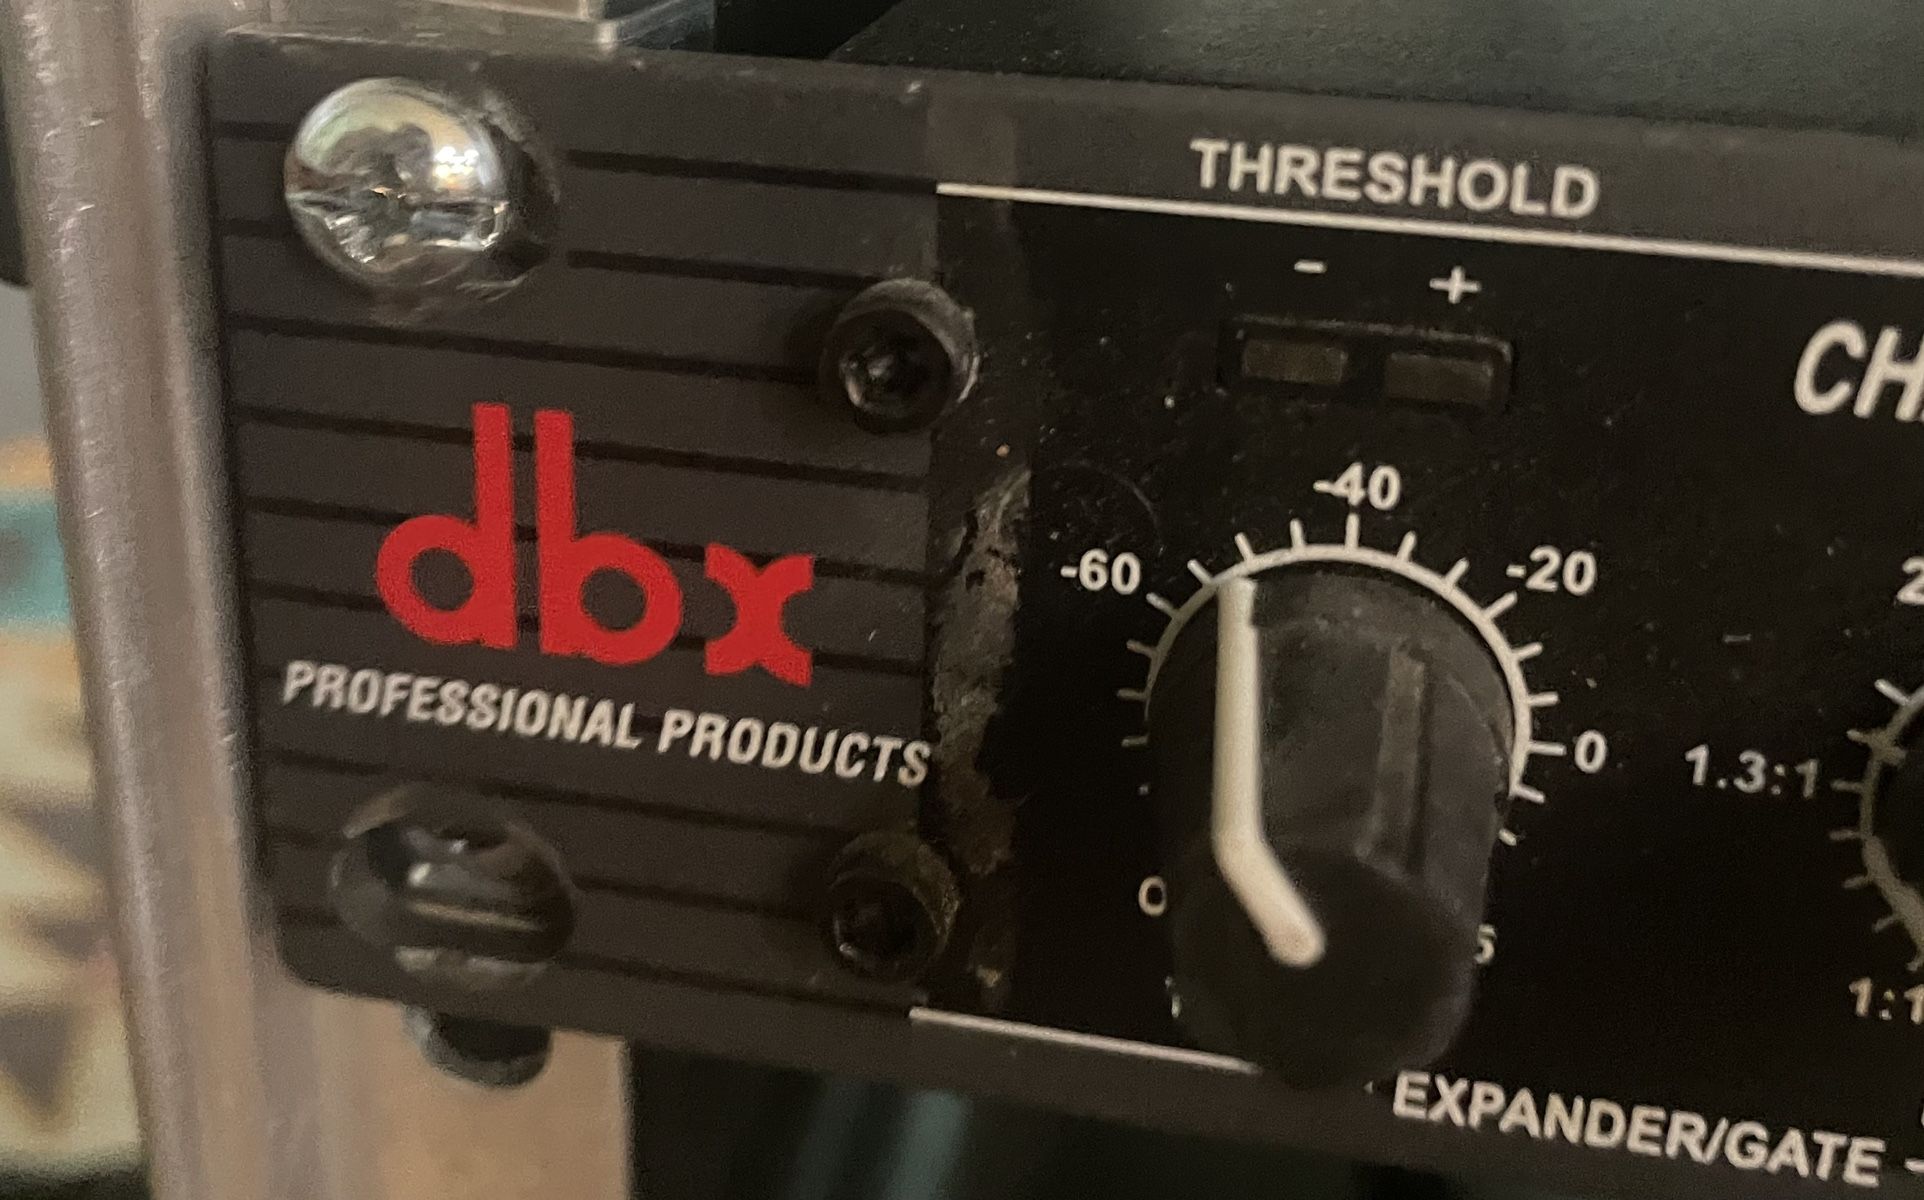 THRESHOLD
- +
-40
-60
-20
dbx
0
1.3:1
PROFESSIONAL PRODUCTS
EXPANDER/GATE